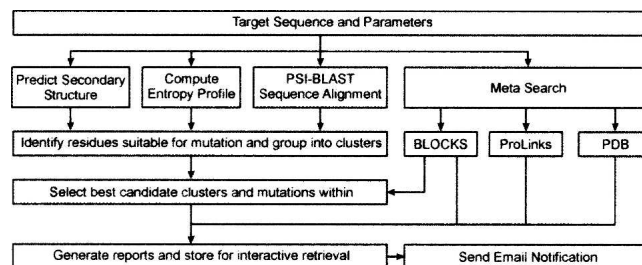 Target Sequence and Parameters
Predict Secondary
Structure
Compute
Entropy Profile
PSI-BLAST
Sequence Alignment
Meta Search
Identify residues suitable for mutation and group into clusters
BLOCKS
ProLinks
PDB
Select best candidate clusters and mutations within
Generate reports and store for interactive retrieval
Send Email Notification